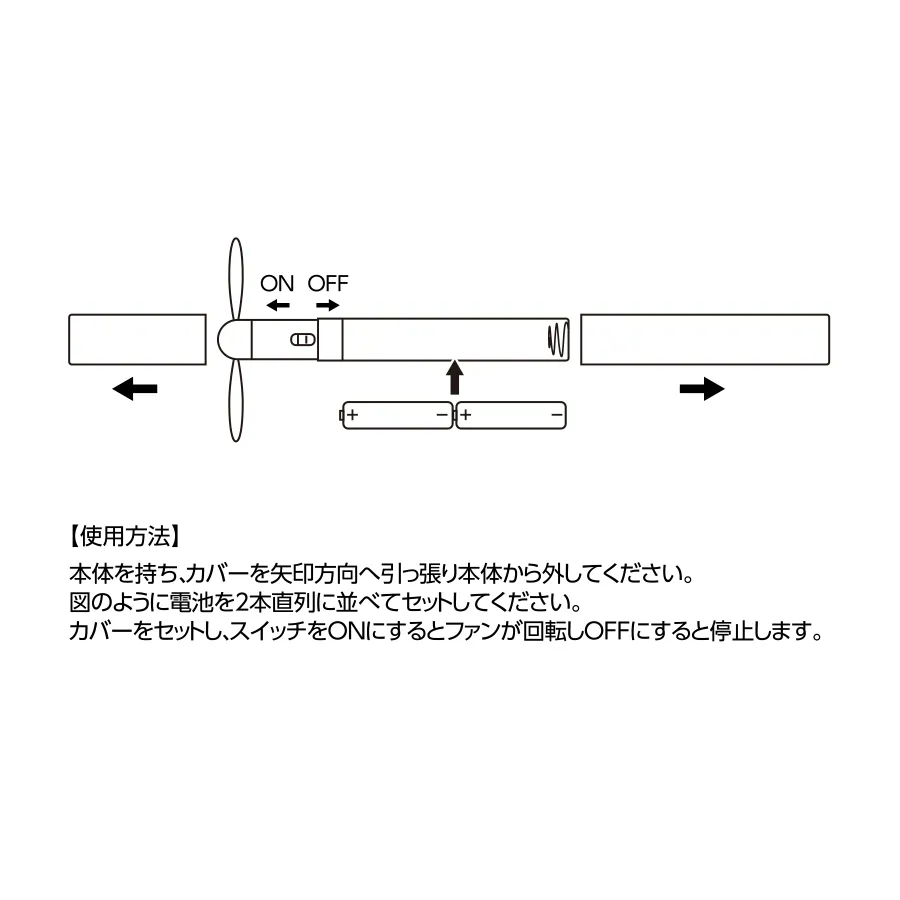 ON OFF
+ − + −
【使用方法】
本体を持ち、カバーを矢印方向へ引っ張り本体から外してください。
図のように電池を2本直列に並べてセットしてください。
カバーをセットし、スイッチをONにするとファンが回転しOFFにすると停止します。